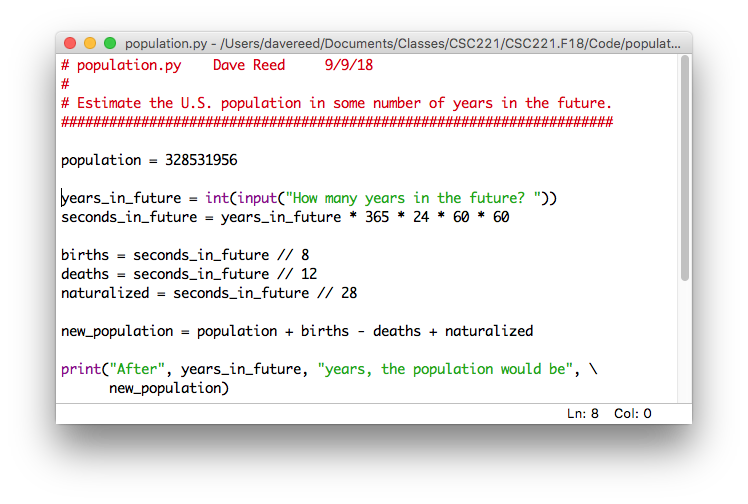 population.py - /Users/davereed/Documents/Classes/CSC221/CSC221.F18/Code/populat...
# population.py    Dave Reed     9/9/18
#
# Estimate the U.S. population in some number of years in the future.
#####################################################################
population = 328531956
years_in_future = int(input("How many years in the future? "))
seconds_in_future = years_in_future * 365 * 24 * 60 * 60
births = seconds_in_future // 8
deaths = seconds_in_future // 12
naturalized = seconds_in_future // 28
new_population = population + births - deaths + naturalized
print("After", years_in_future, "years, the population would be", \
      new_population)
Ln: 8   Col: 0